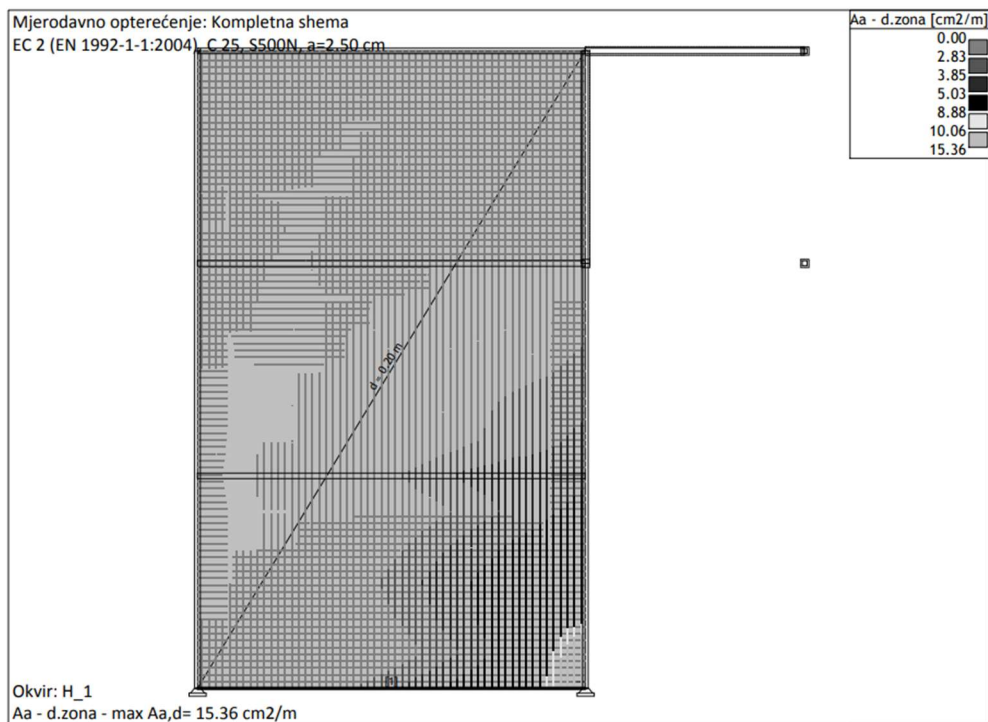 Mjerodavno opterećenje: Kompletna shema
EC 2 (EN 1992-1-1:2004), C 25, S500N, a=2.50 cm
Aa - d.zona [cm2/m]
0.00
2.83
3.85
5.03
8.88
10.06
15.36
d = 0.20 m
(1)
Okvir: H_1
Aa - d.zona - max Aa,d= 15.36 cm2/m